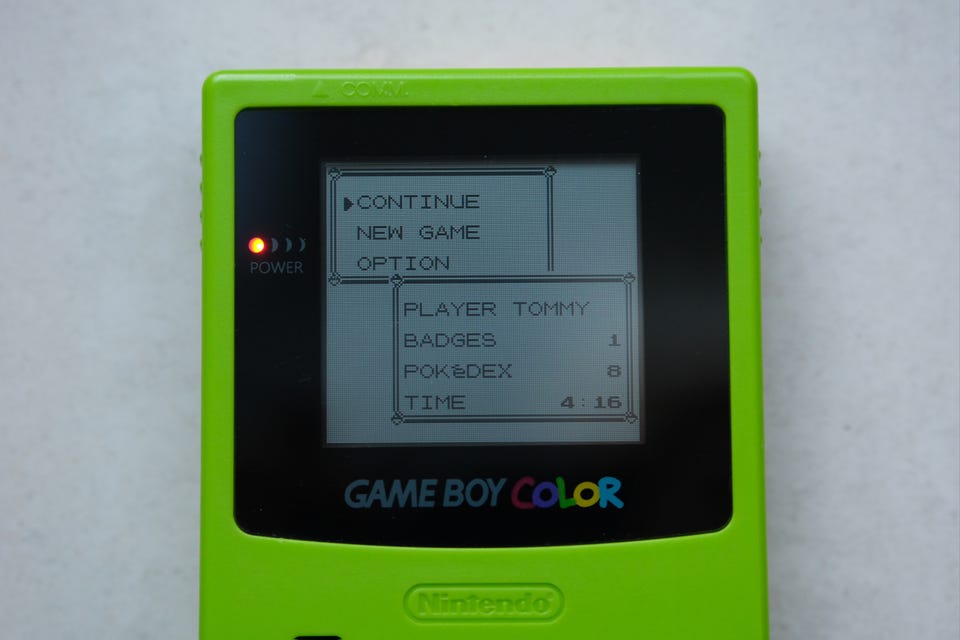 COMM.
▶CONTINUE
NEW GAME
OPTION
POWER
PLAYER TOMMY
BADGES 1
POKéDEX 8
TIME 4:16
GAME BOY COLOR
Nintendo®